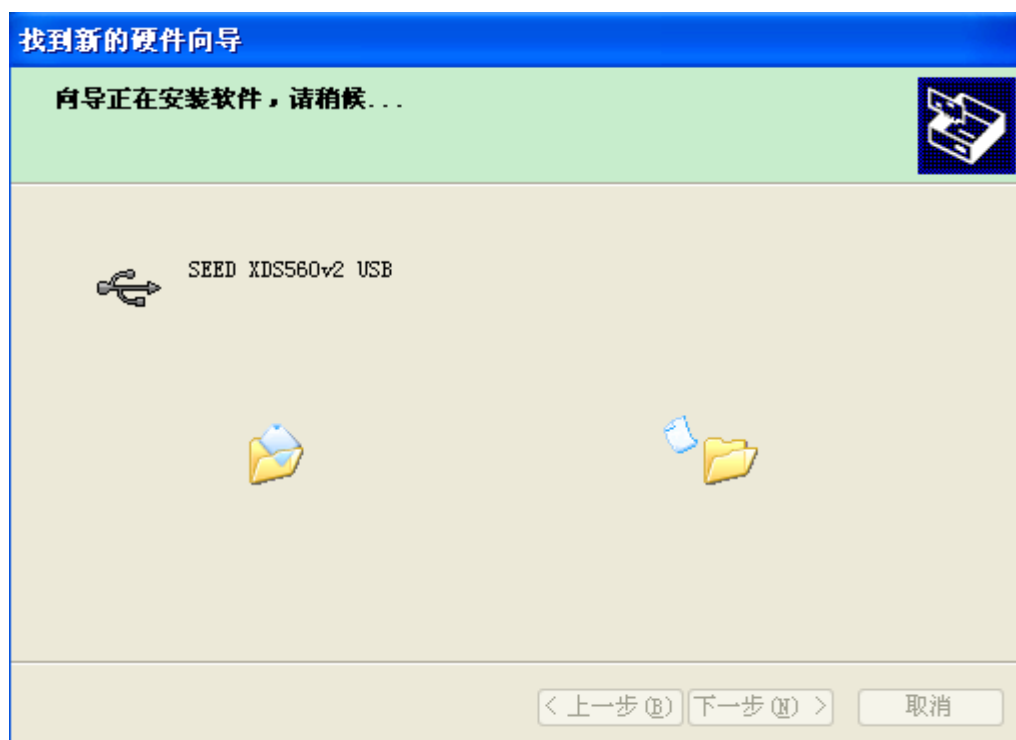 找到新的硬件向导
向导正在安装软件，请稍候...
SEED XDS560v2 USB
< 上一步(B) 下一步(N) > 取消